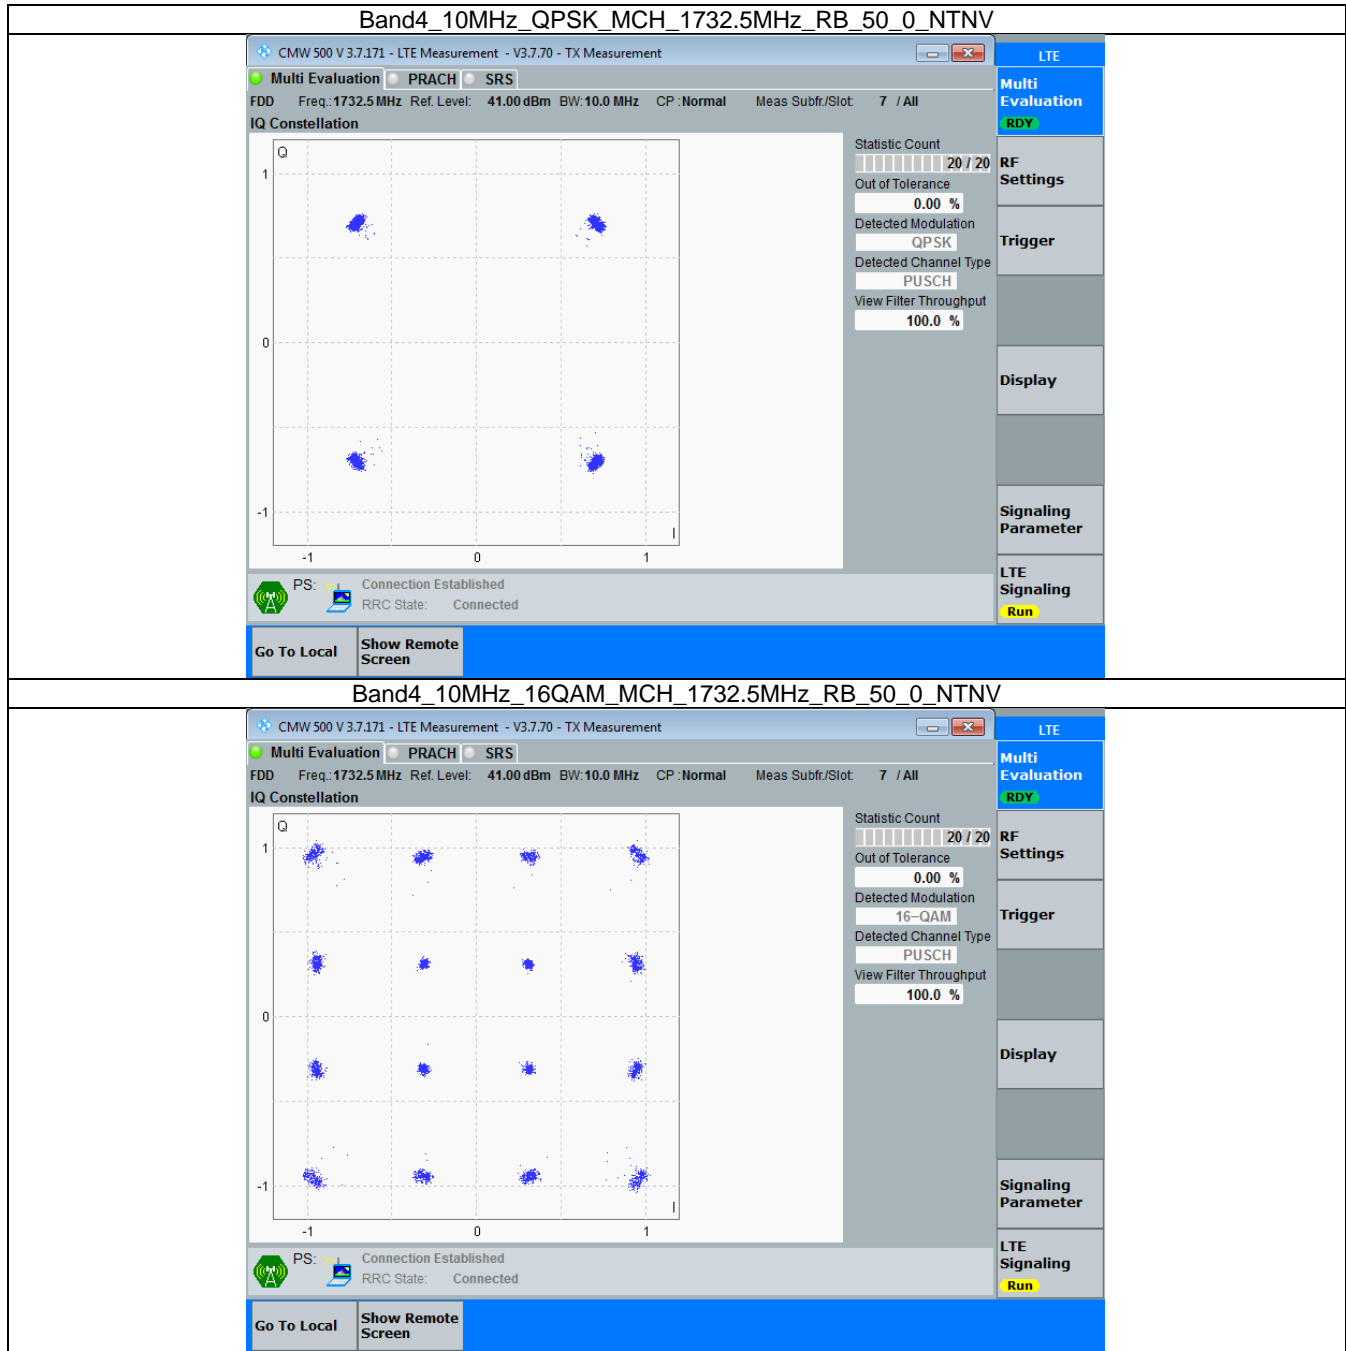 Band4_10MHz_QPSK_MCH_1732.5MHz_RB_50_0_NTNV
CMW 500 V 3.7.171 - LTE Measurement - V3.7.70 - TX Measurement
LTE
Multi Evaluation PRACH SRS
Multi Evaluation
RDY
FDD Freq.:1732.5 MHz Ref. Level: 41.00 dBm BW:10.0 MHz CP :Normal Meas Subfr./Slot: 7 / All
IQ Constellation
Q
1
0
-1
I
-1 0 1
Statistic Count
20 / 20
Out of Tolerance
0.00 %
Detected Modulation
QPSK
Detected Channel Type
PUSCH
View Filter Throughput
100.0 %
RF
Settings
Trigger
Display
Signaling
Parameter
LTE
Signaling
Run
PS: Connection Established
RRC State: Connected
Go To Local
Show Remote
Screen
Band4_10MHz_16QAM_MCH_1732.5MHz_RB_50_0_NTNV
CMW 500 V 3.7.171 - LTE Measurement - V3.7.70 - TX Measurement
LTE
Multi Evaluation PRACH SRS
Multi Evaluation
RDY
FDD Freq.:1732.5 MHz Ref. Level: 41.00 dBm BW:10.0 MHz CP :Normal Meas Subfr./Slot: 7 / All
IQ Constellation
Q
1
0
-1
I
-1 0 1
Statistic Count
20 / 20
Out of Tolerance
0.00 %
Detected Modulation
16-QAM
Detected Channel Type
PUSCH
View Filter Throughput
100.0 %
RF
Settings
Trigger
Display
Signaling
Parameter
LTE
Signaling
Run
PS: Connection Established
RRC State: Connected
Go To Local
Show Remote
Screen